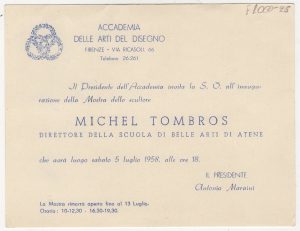 ACCADEMIA
DELLE ARTI DEL DISEGNO
FIRENZE - VIA RICASOLI 66
Telefono 26.261
Il Presidente dell'Accademia invita la S. O. all'inaugu-
razione della Mostra dello scultore
MICHEL TOMBROS
DIRETTORE DELLA SCUOLA DI BELLE ARTI DI ATENE
che avrà luogo sabato 5 luglio 1958, alle ore 18.
IL PRESIDENTE
Antonio Maraini
La Mostra rimarrà aperta fino al 13 Luglio.
Orario: 10-12,30 - 16,30-19,30.